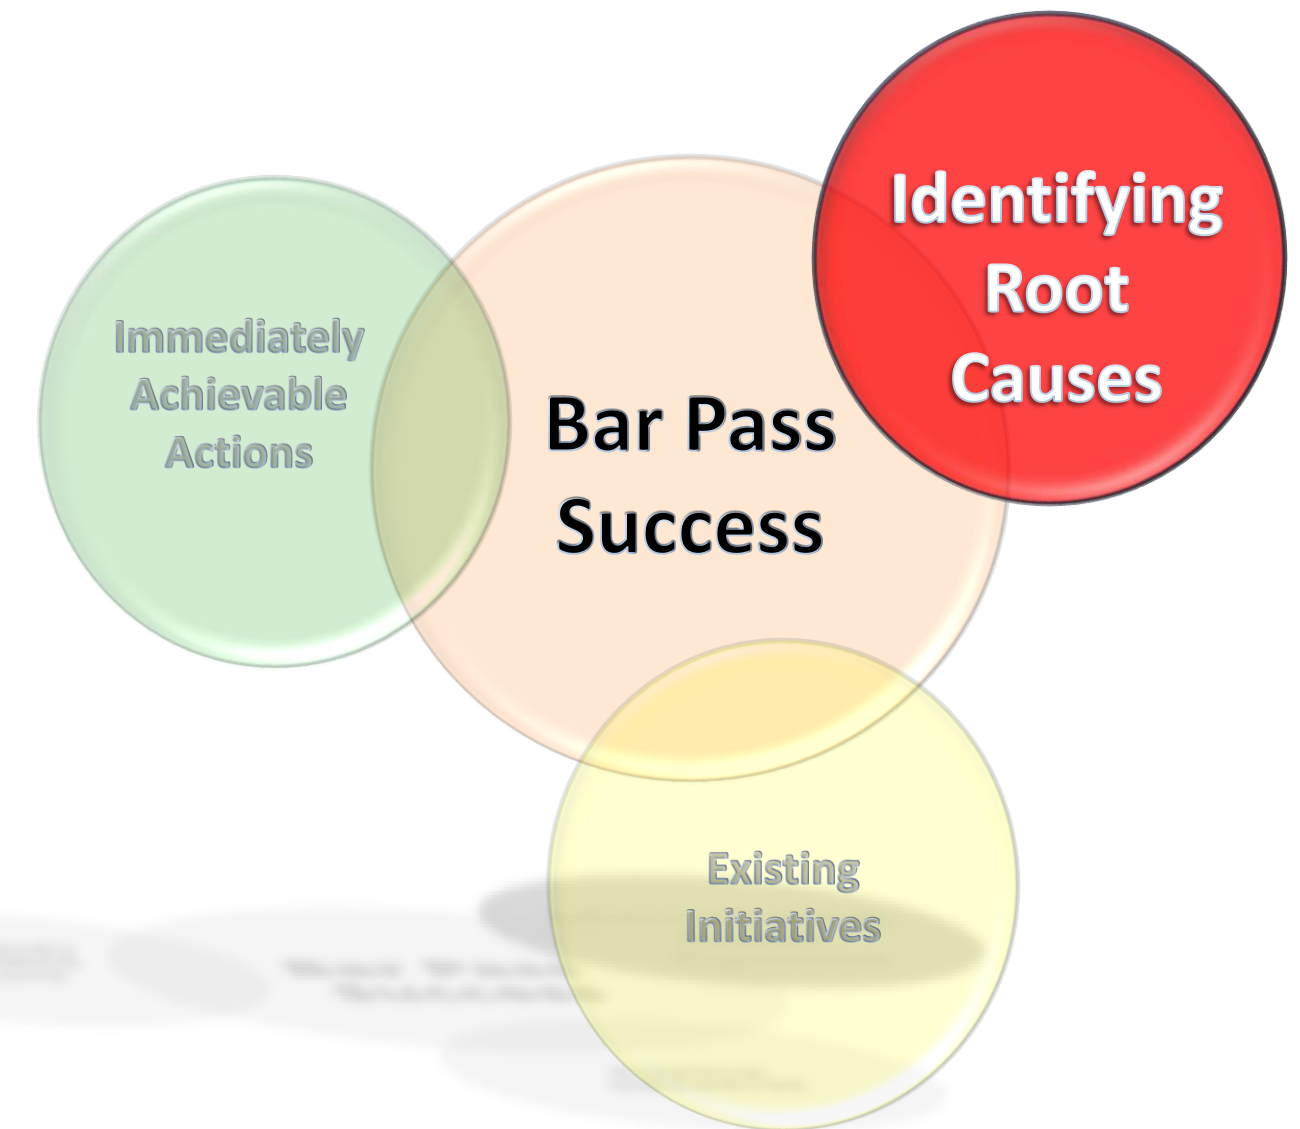 Identifying
Root
Causes
Immediately
Achievable
Actions
Bar Pass
Success
Existing
Initiatives